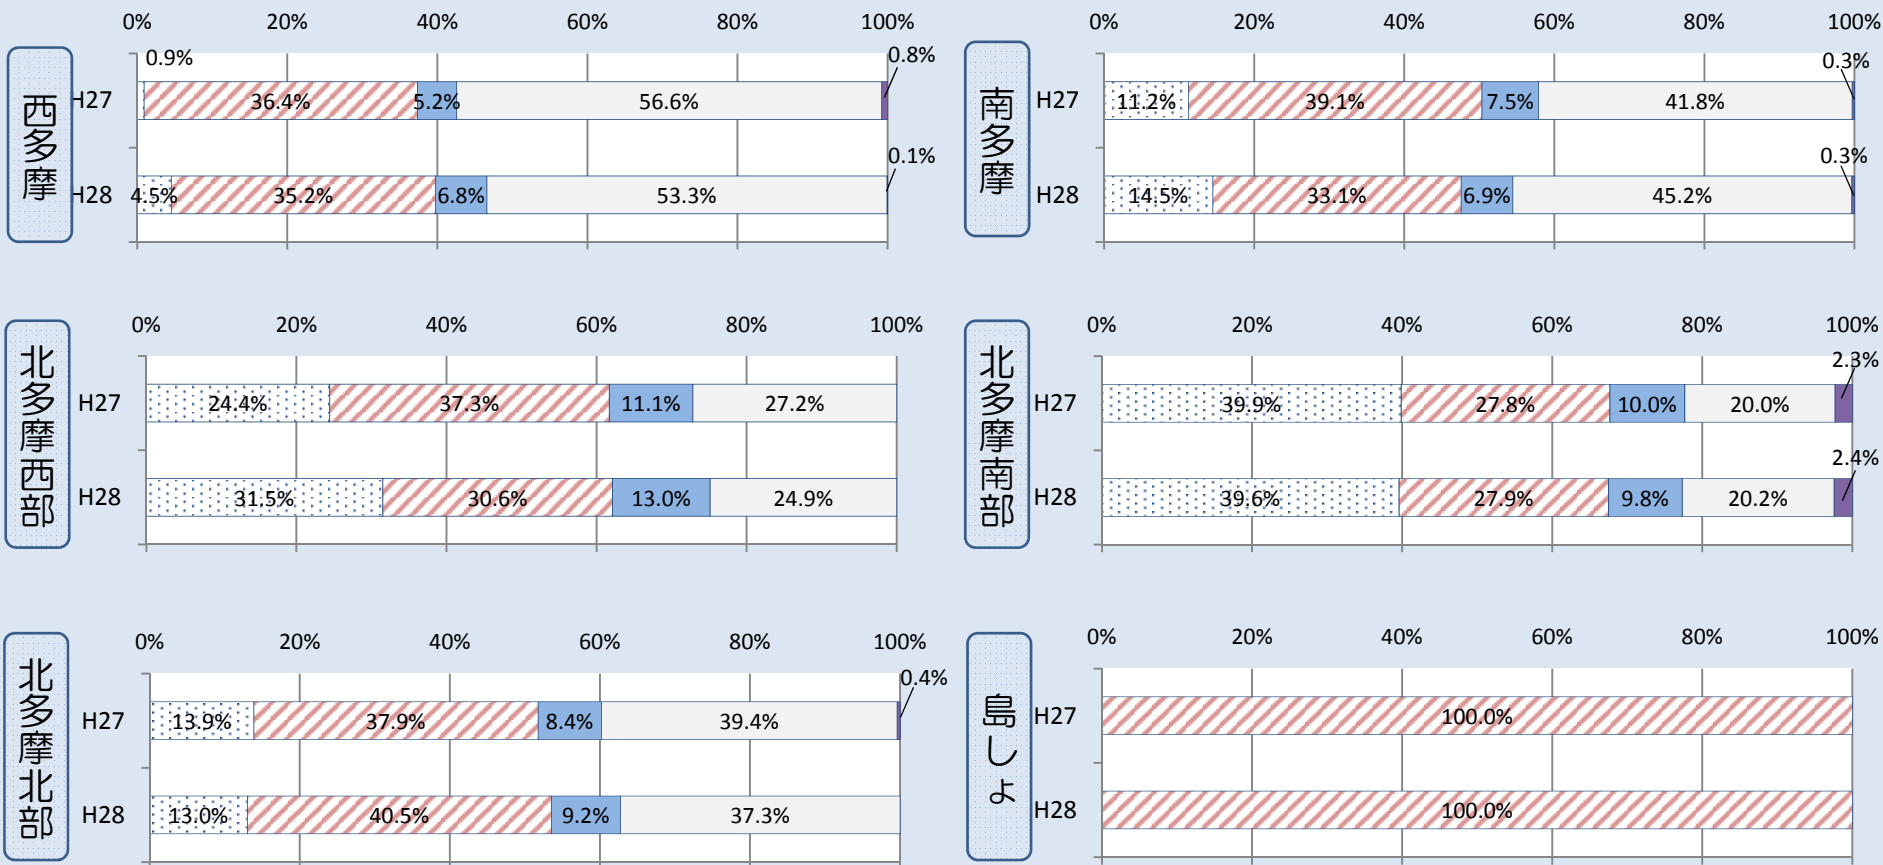 西多摩
0% 20% 40% 60% 80% 100%
0.9% 0.8%
H27 36.4% 5.2% 56.6%
0.1%
H28 4.5% 35.2% 6.8% 53.3%
南多摩
0% 20% 40% 60% 80% 100%
0.3%
H27 11.2% 39.1% 7.5% 41.8%
0.3%
H28 14.5% 33.1% 6.9% 45.2%
北多摩西部
0% 20% 40% 60% 80% 100%
H27 24.4% 37.3% 11.1% 27.2%
H28 31.5% 30.6% 13.0% 24.9%
北多摩南部
0% 20% 40% 60% 80% 100%
2.3%
H27 39.9% 27.8% 10.0% 20.0%
2.4%
H28 39.6% 27.9% 9.8% 20.2%
北多摩北部
0% 20% 40% 60% 80% 100%
0.4%
H27 13.9% 37.9% 8.4% 39.4%
H28 13.0% 40.5% 9.2% 37.3%
島しょ
0% 20% 40% 60% 80% 100%
H27 100.0%
H28 100.0%